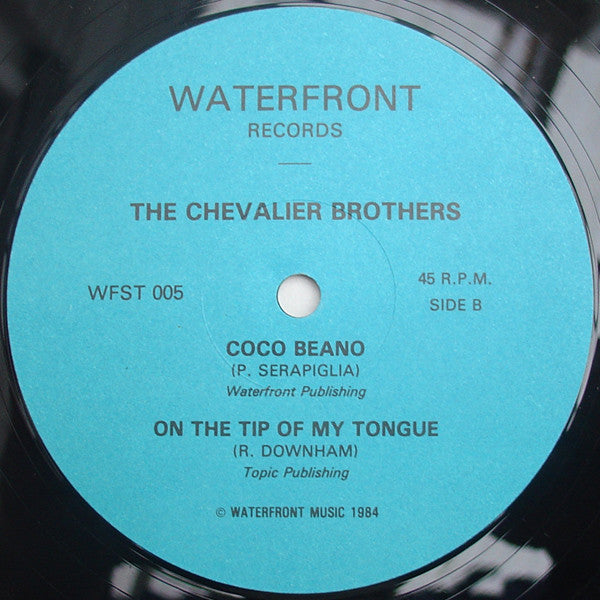 WATERFRONT
RECORDS
THE CHEVALIER BROTHERS
WFST 005
45 R.P.M.
SIDE B
COCO BEANO
(P. SERAPIGLIA)
Waterfront Publishing
ON THE TIP OF MY TONGUE
(R. DOWNHAM)
Topic Publishing
© WATERFRONT MUSIC 1984